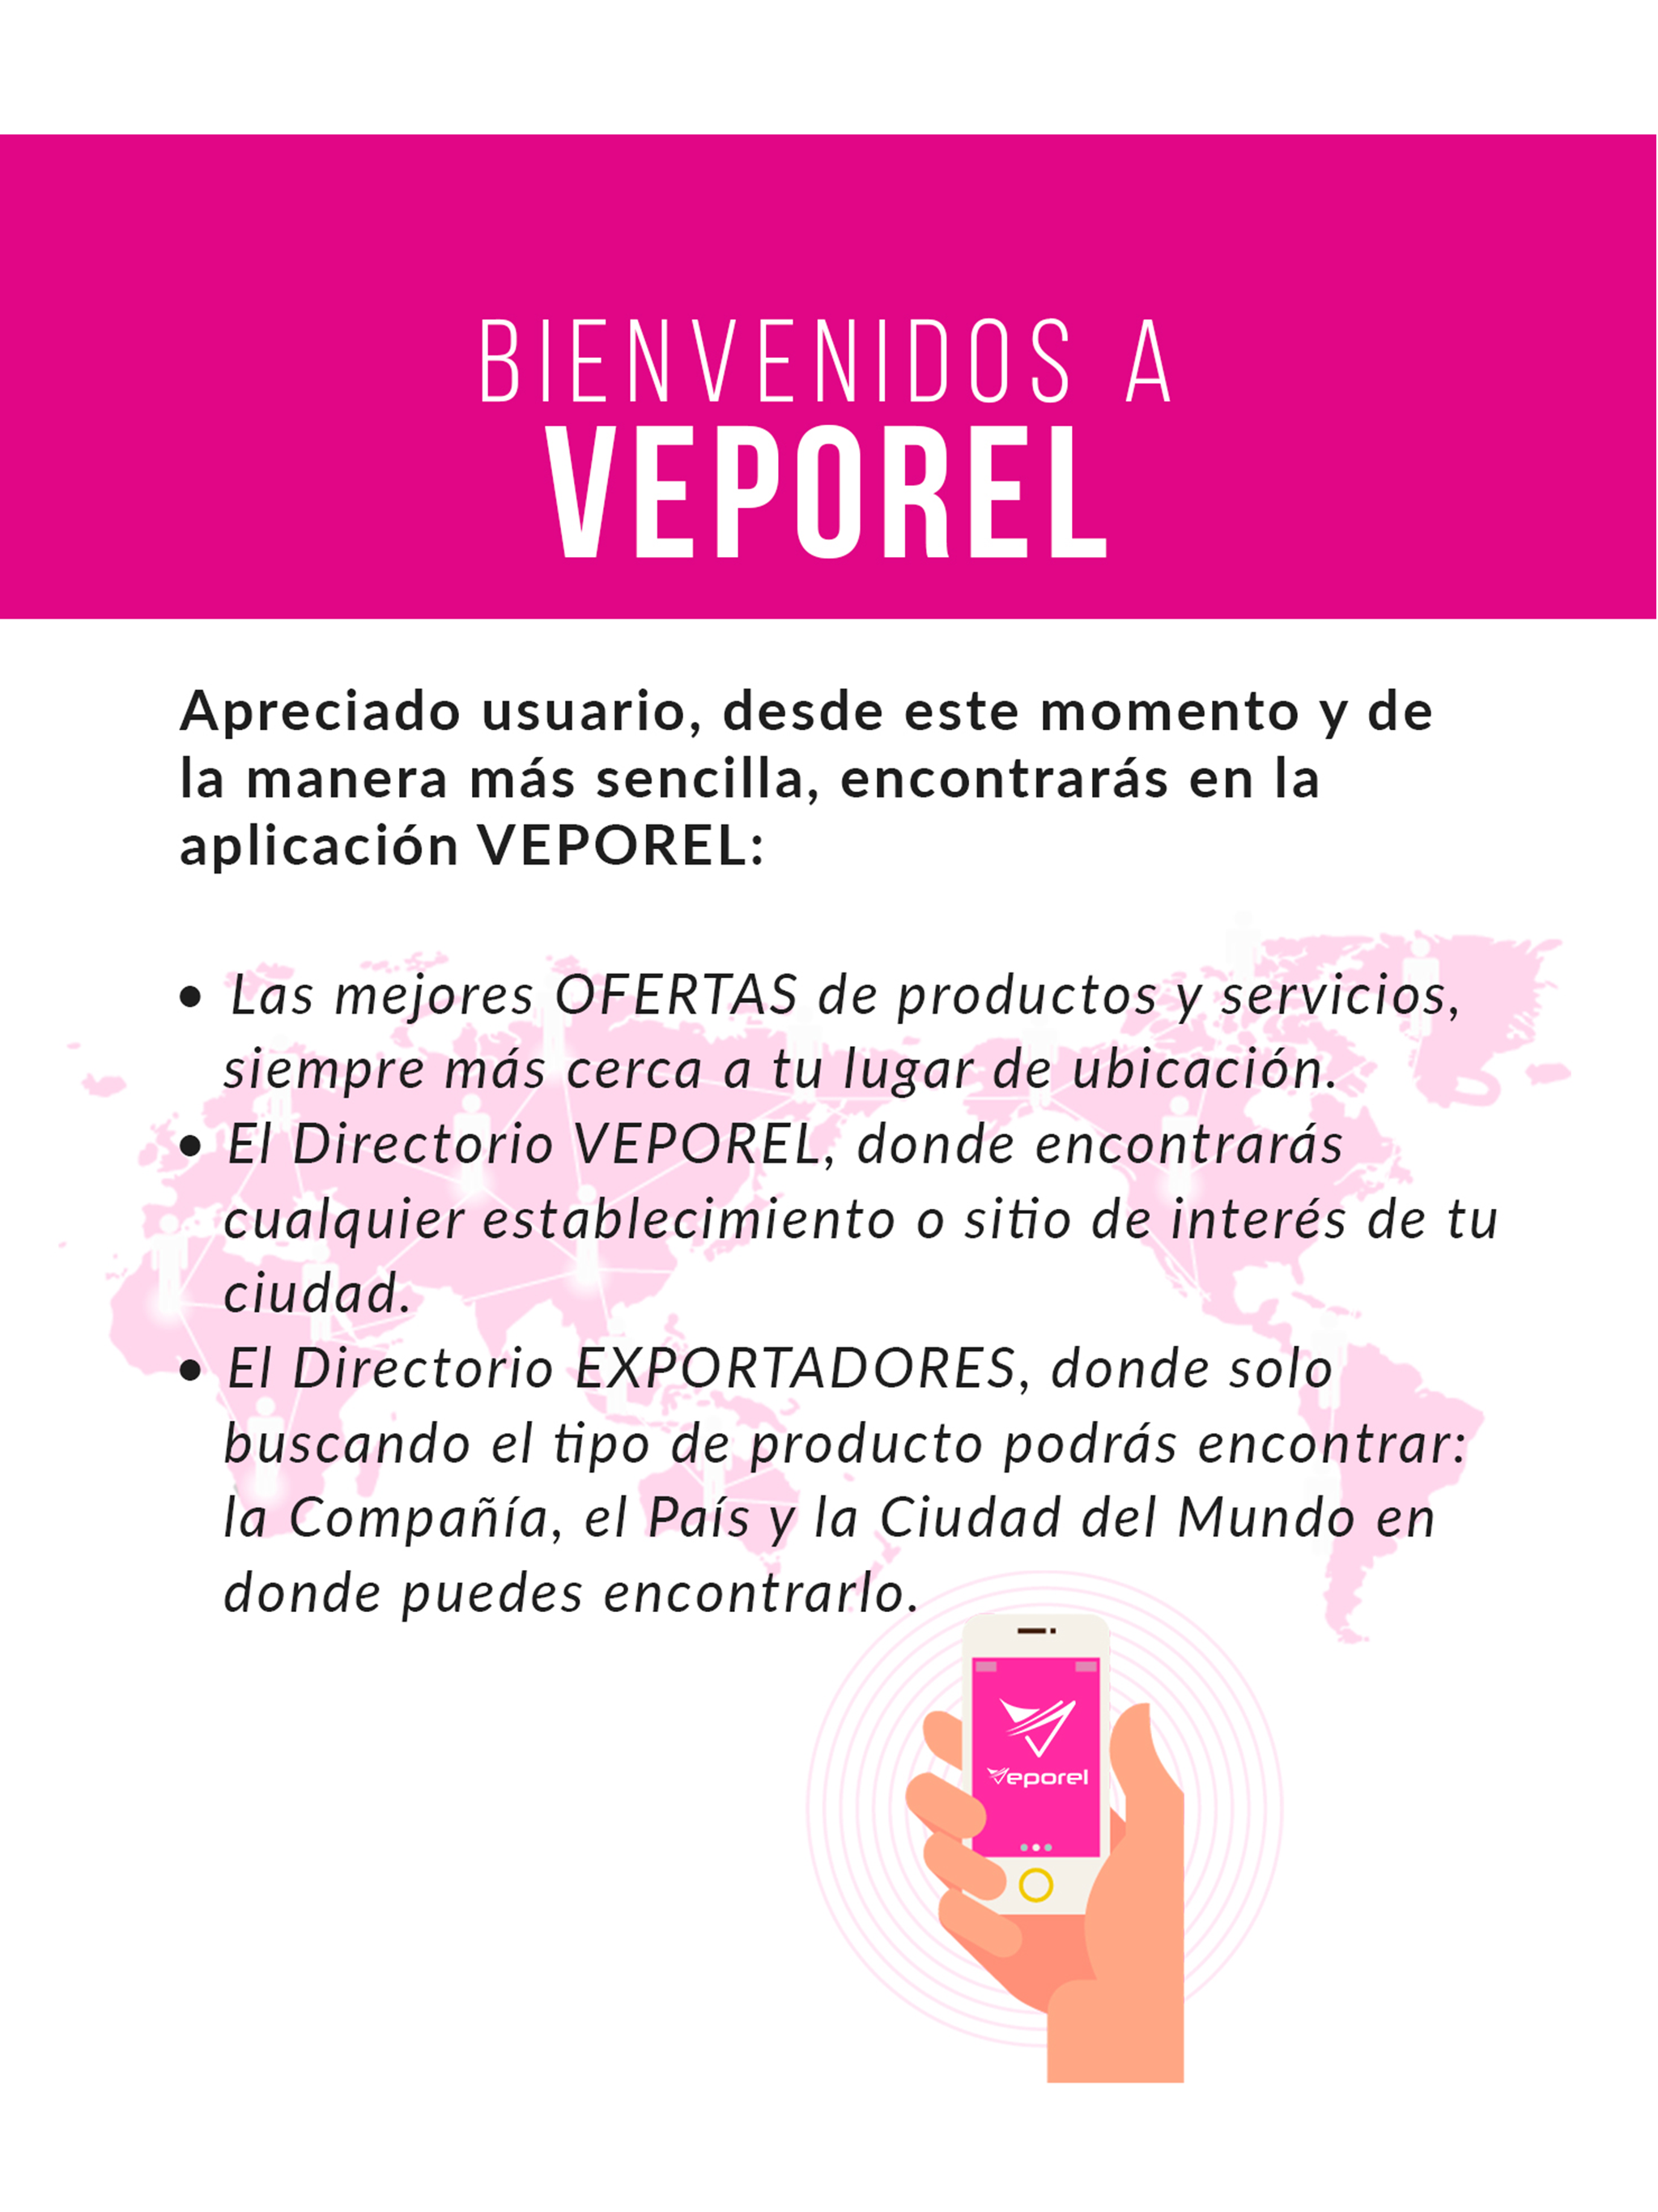 BIENVENIDOS A
VEPOREL
Apreciado usuario, desde este momento y de
la manera más sencilla, encontrarás en la
aplicación VEPOREL:
• Las mejores OFERTAS de productos y servicios,
siempre más cerca a tu lugar de ubicación.
• El Directorio VEPOREL, donde encontrarás
cualquier establecimiento o sitio de interés de tu
ciudad.
• El Directorio EXPORTADORES, donde solo
buscando el tipo de producto podrás encontrar:
la Compañía, el País y la Ciudad del Mundo en
donde puedes encontrarlo.
Veporel